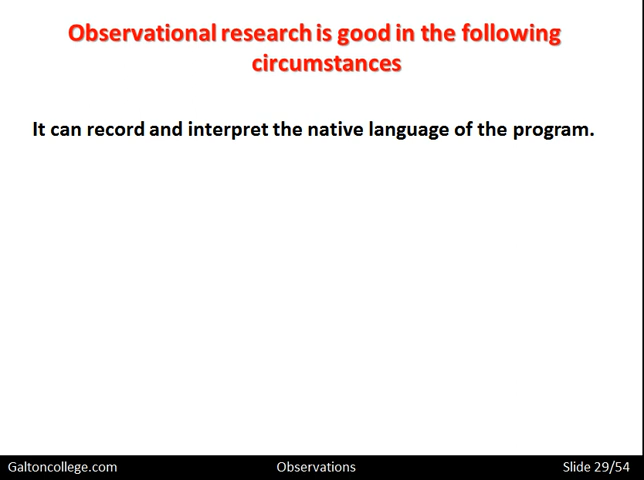 Observational research is good in the following
circumstances
It can record and interpret the native language of the program.
Galtoncollege.com
Observations
Slide 29/54